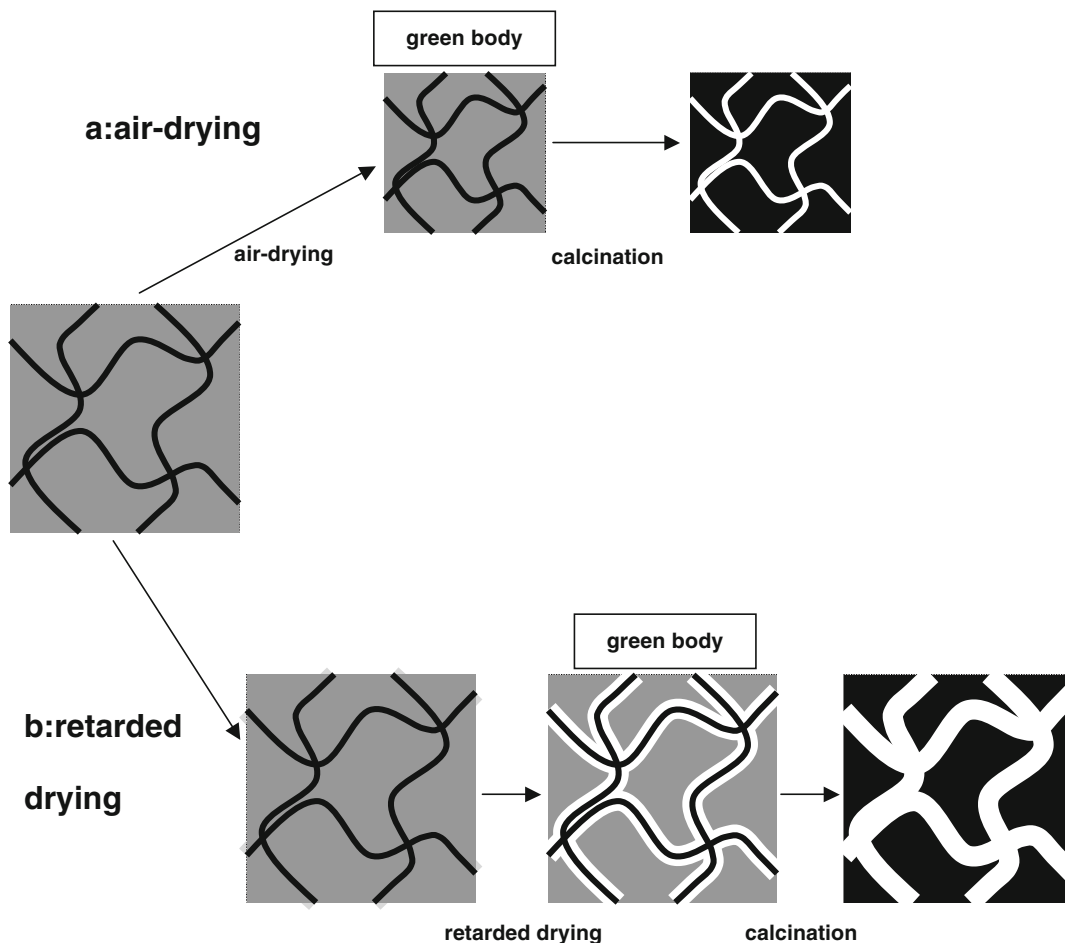 green body
a:air-drying
air-drying
calcination
green body
b:retarded
drying
retarded drying
calcination